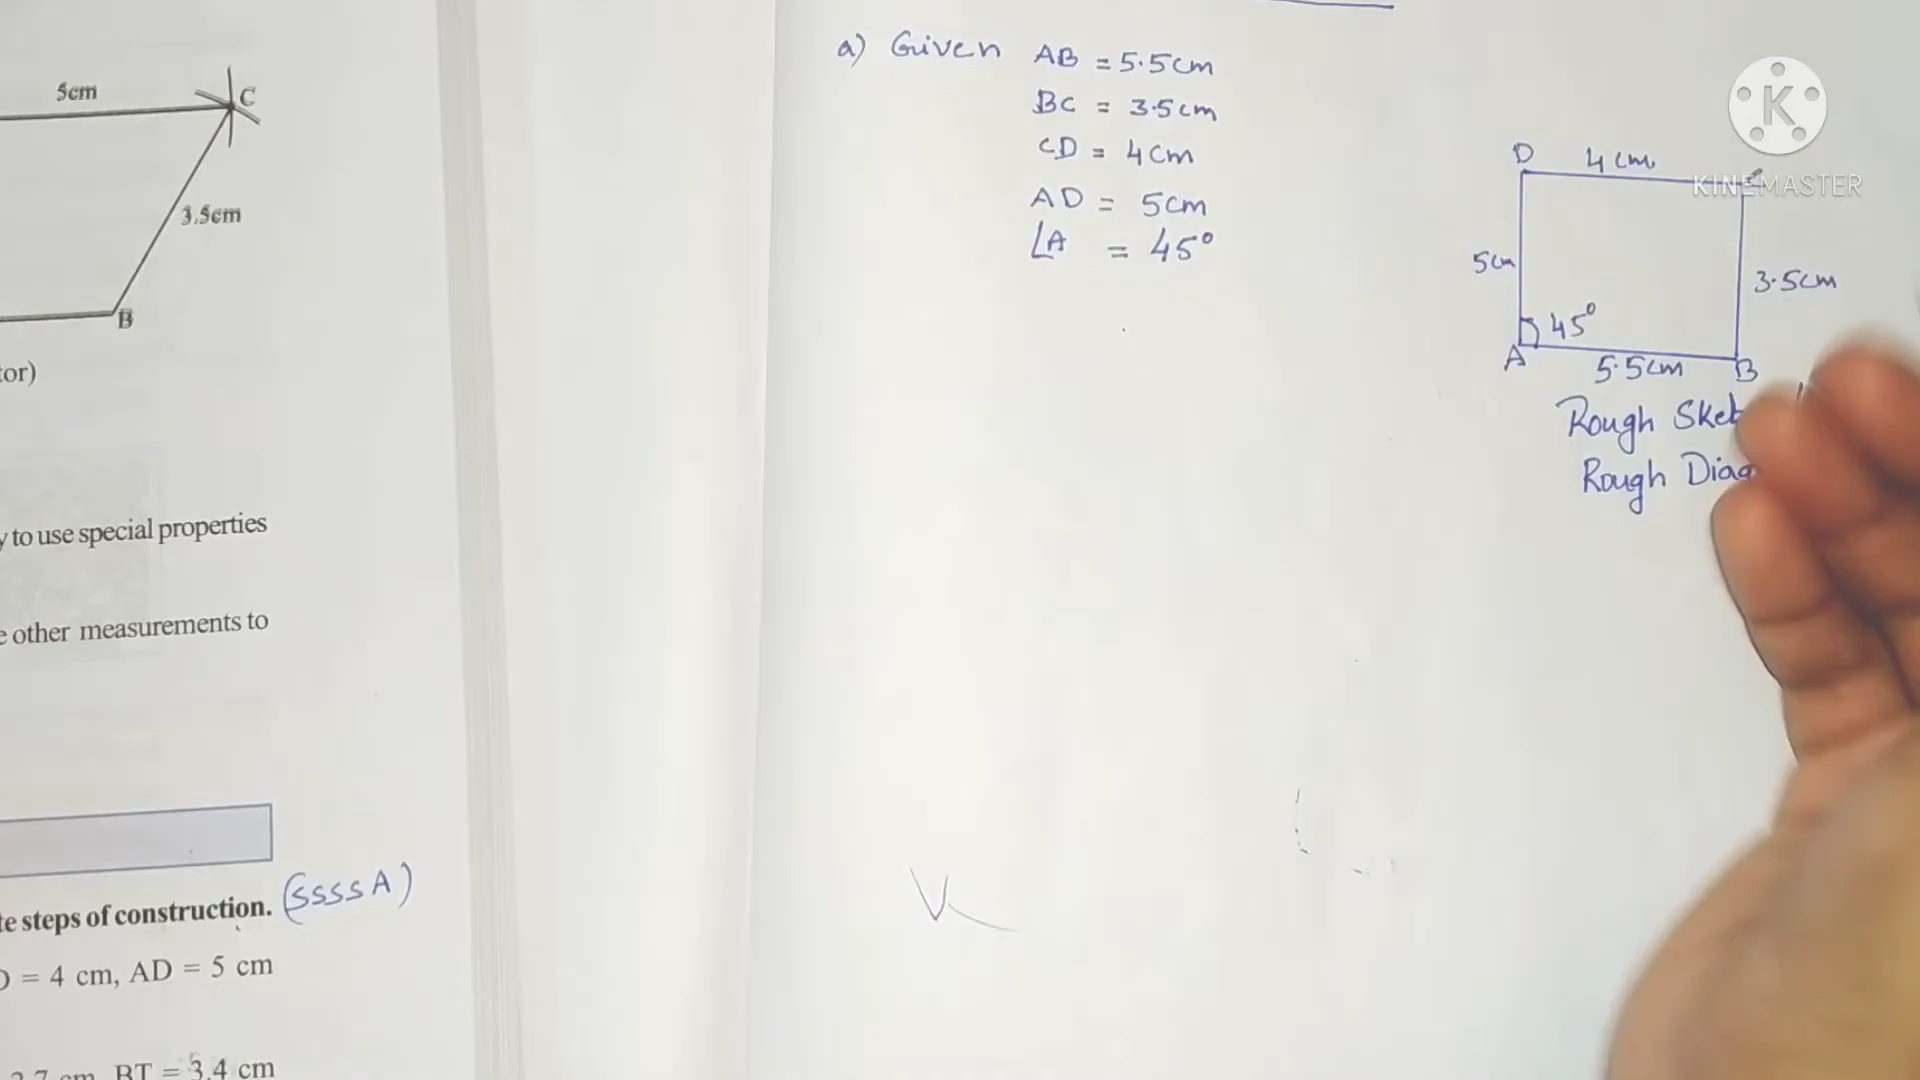 5cm
C
3.5cm
B
tor)
y to use special properties
e other measurements to
te steps of construction. (SSSSA)
= 4 cm, AD = 5 cm
BT = 3.4 cm
a) Given AB = 5.5cm
BC = 3.5cm
CD = 4cm
AD = 5cm
∠A = 45°
D 4cm
5cm
3.5cm
45°
A 5.5cm B
Rough
Rough
K
KINEMASTER